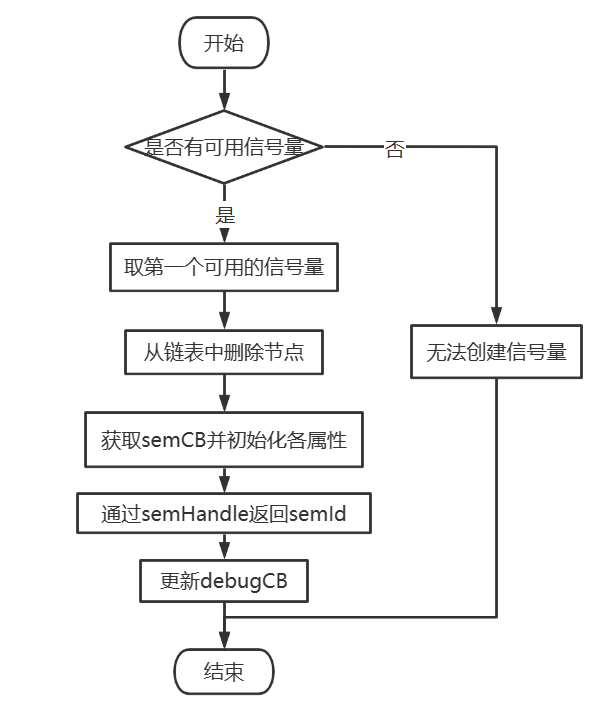 开始
是否有可用信号量
否
是
取第一个可用的信号量
从链表中删除节点
无法创建信号量
获取semCB并初始化各属性
通过semHandle返回semId
更新debugCB
结束